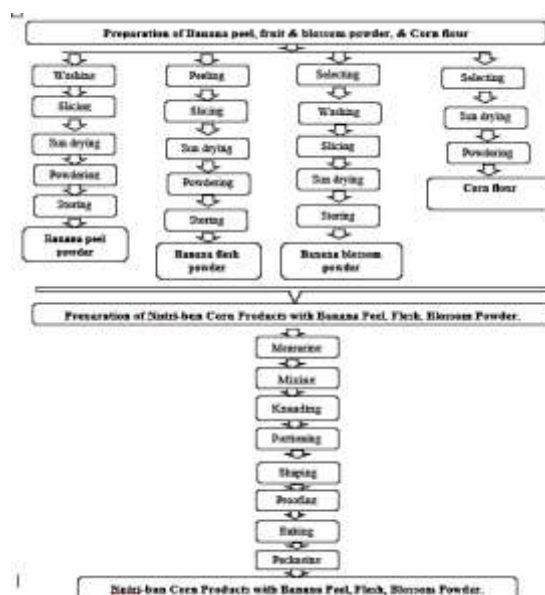 Preparation of Banana peel, fruit & blossom powder, & Corn flour
Washing
Slicing
Sun drying
Powdering
Storing
Banana peel
powder
Peeling
Slicing
Sun drying
Powdering
Storing
Banana flesh
powder
Selecting
Washing
Slicing
Sun drying
Storing
Banana blossom
powder
Selecting
Sun drying
Powdering
Corn flour
Preparation of Nutri-ban Corn Products with Banana Peel, Flesh, Blossom Powder.
Measuring
Mixing
Kneading
Portioning
Shaping
Proofing
Baking
Packaging
Nutri-ban Corn Products with Banana Peel, Flesh, Blossom Powder.